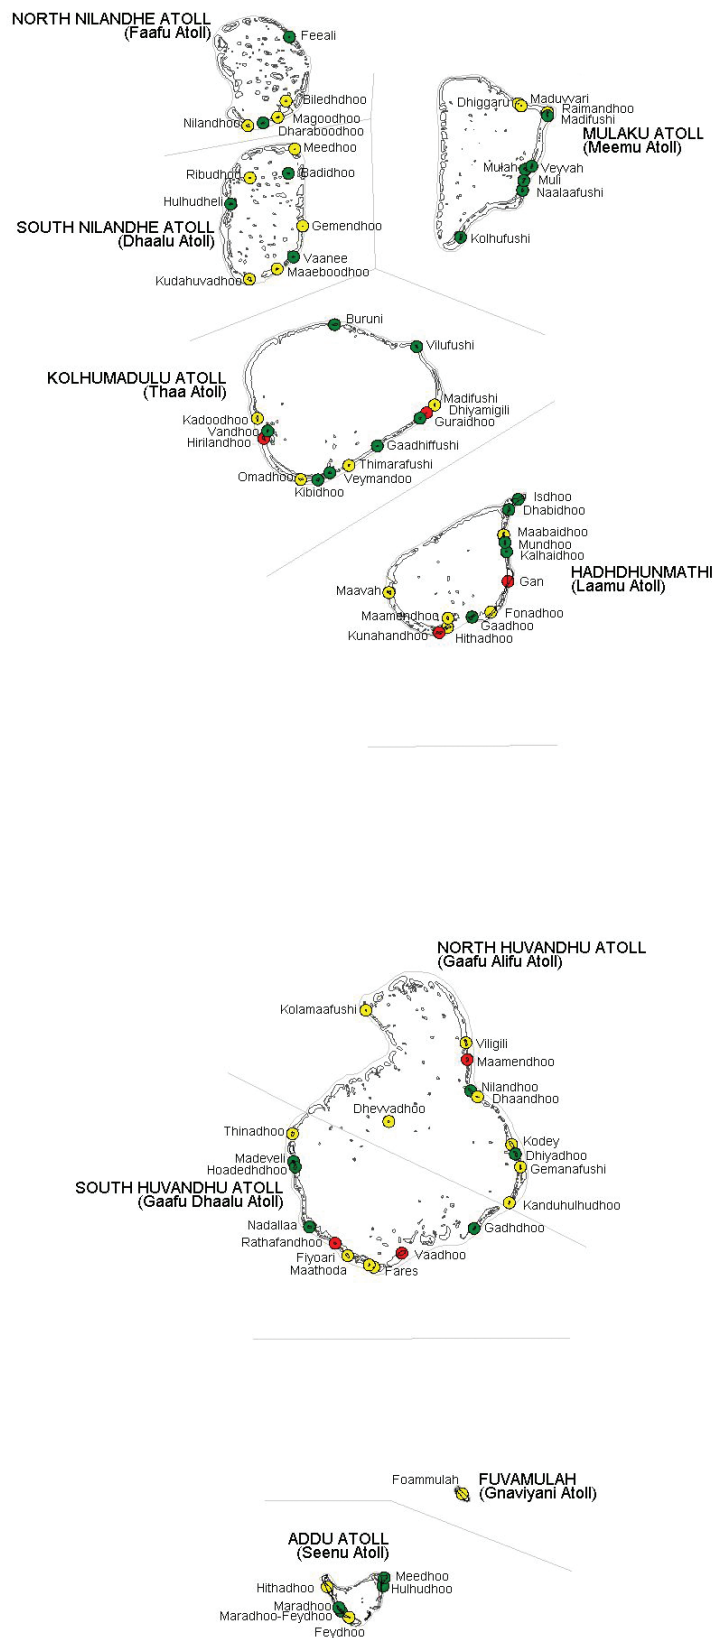 NORTH NILANDHE ATOLL
(Faafu Atoll)
Feeali
Biledhdhoo
Magoodhoo
Nilandhoo
Dharaboodhoo
Dhiggaru
Maduvvari
Raimandhoo
Madifushi
MULAKU ATOLL
(Meemu Atoll)
Mulah
Veyvah
Muli
Naalaafushi
Kolhufushi
Meedhoo
Ribudhoo
Badidhoo
Hulhudheli
SOUTH NILANDHE ATOLL
(Dhaalu Atoll)
Gemendhoo
Vaanee
Maaeboodhoo
Kudahuvadhoo
Buruni
Vilufushi
KOLHUMADULU ATOLL
(Thaa Atoll)
Madifushi
Dhiyamigili
Guraidhoo
Kadoodhoo
Vandhoo
Hirilandhoo
Gaadhiffushi
Thimarafushi
Omadhoo
Veymandoo
Kibidhoo
Isdhoo
Dhabidhoo
Maabaidhoo
Mundhoo
Kalhaidhoo
HADHDHUNMATHI
(Laamu Atoll)
Gan
Maavah
Maamendhoo
Fonadhoo
Gaadhoo
Kunahandhoo
Hithadhoo
NORTH HUVANDHU ATOLL
(Gaafu Alifu Atoll)
Kolamaafushi
Viligili
Maamendhoo
Nilandhoo
Dhaandhoo
Dhevvadhoo
Thinadhoo
Kodey
Dhiyadhoo
Gemanafushi
Madeveli
Hoadedhdhoo
SOUTH HUVANDHU ATOLL
(Gaafu Dhaalu Atoll)
Kanduhulhudhoo
Nadallaa
Gadhdhoo
Rathafandhoo
Vaadhoo
Fiyoari
Maathoda
Fares
Foammulah
FUVAMULAH
(Gnaviyani Atoll)
ADDU ATOLL
(Seenu Atoll)
Meedhoo
Hithadhoo
Hulhudhoo
Maradhoo
Maradhoo-Feydhoo
Feydhoo